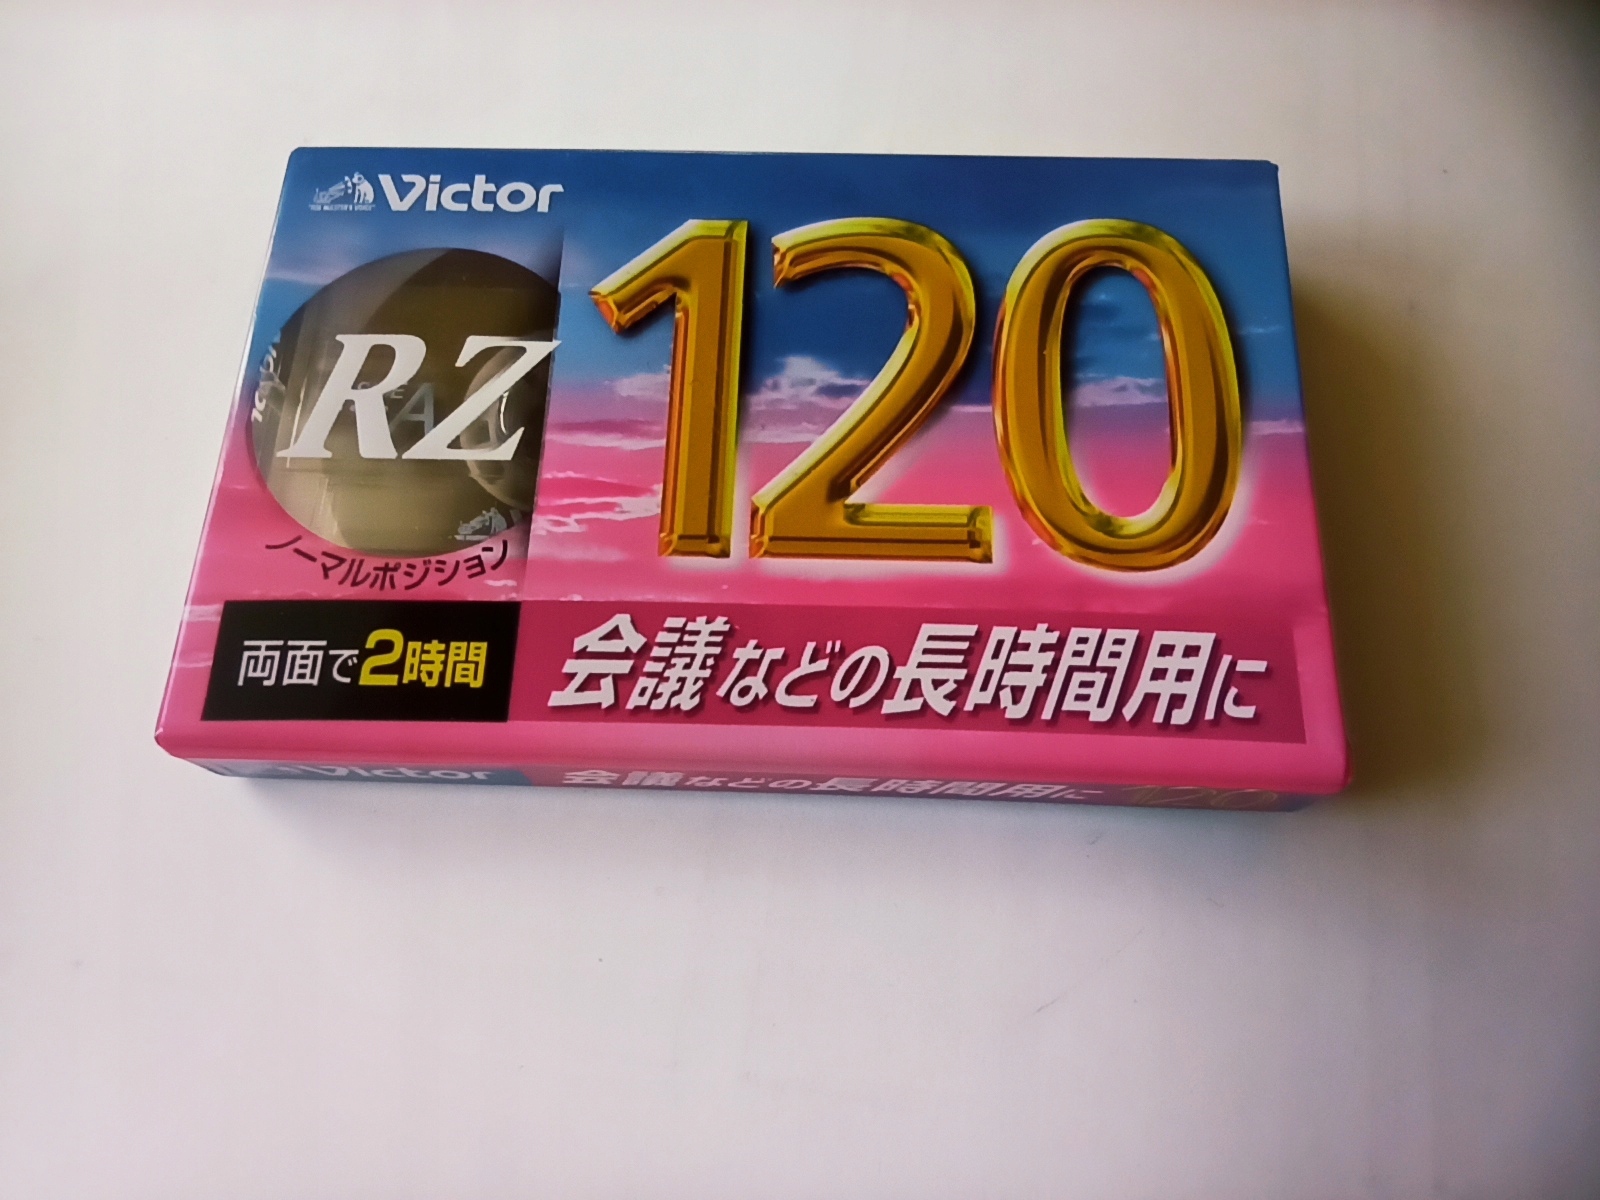 Victor
120
RZ
A
ノーマルポジション
両面で2時間
会議などの長時間用に
Victor
会議などの長時間用に
120